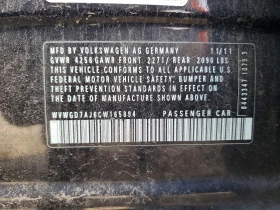 MFD BY VOLKSWAGEN AG GERMANY 11/11
GVWR 4256 GAWR FRONT 2271/ REAR 2096 LBS
THIS VEHICLE CONFORMS TO ALL APPLICABLE U.S.
FEDERAL MOTOR VEHICLE SAFETY, BUMPER AND
THEFT PREVENTION STANDARDS IN EFFECT ON
DATE OF MANUFACTURE SHOWN ABOVE.
WVWGD7AJ6CW165894 PASSENGER CAR